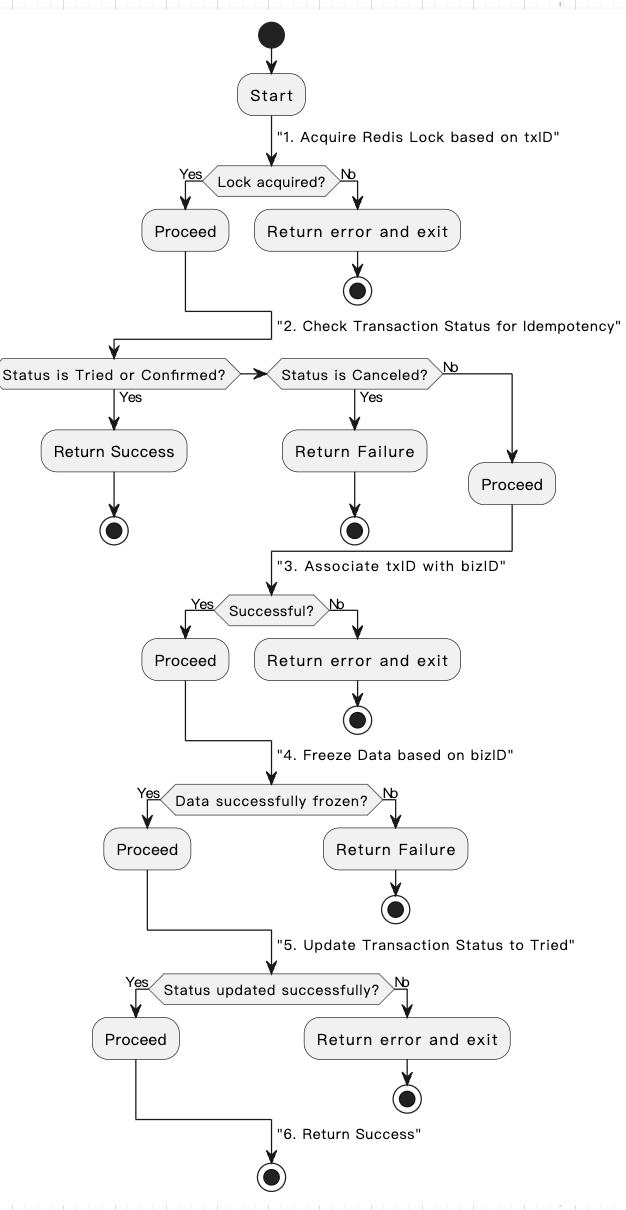 Start
"1. Acquire Redis Lock based on txID"
Yes
Lock acquired?
No
Proceed
Return error and exit
"2. Check Transaction Status for Idempotency"
Status is Tried or Confirmed?
Status is Canceled?
No
Yes
Yes
Return Success
Return Failure
Proceed
"3. Associate txID with bizID"
Yes
Successful?
No
Proceed
Return error and exit
"4. Freeze Data based on bizID"
Yes
Data successfully frozen?
No
Proceed
Return Failure
"5. Update Transaction Status to Tried"
Yes
Status updated successfully?
No
Proceed
Return error and exit
"6. Return Success"